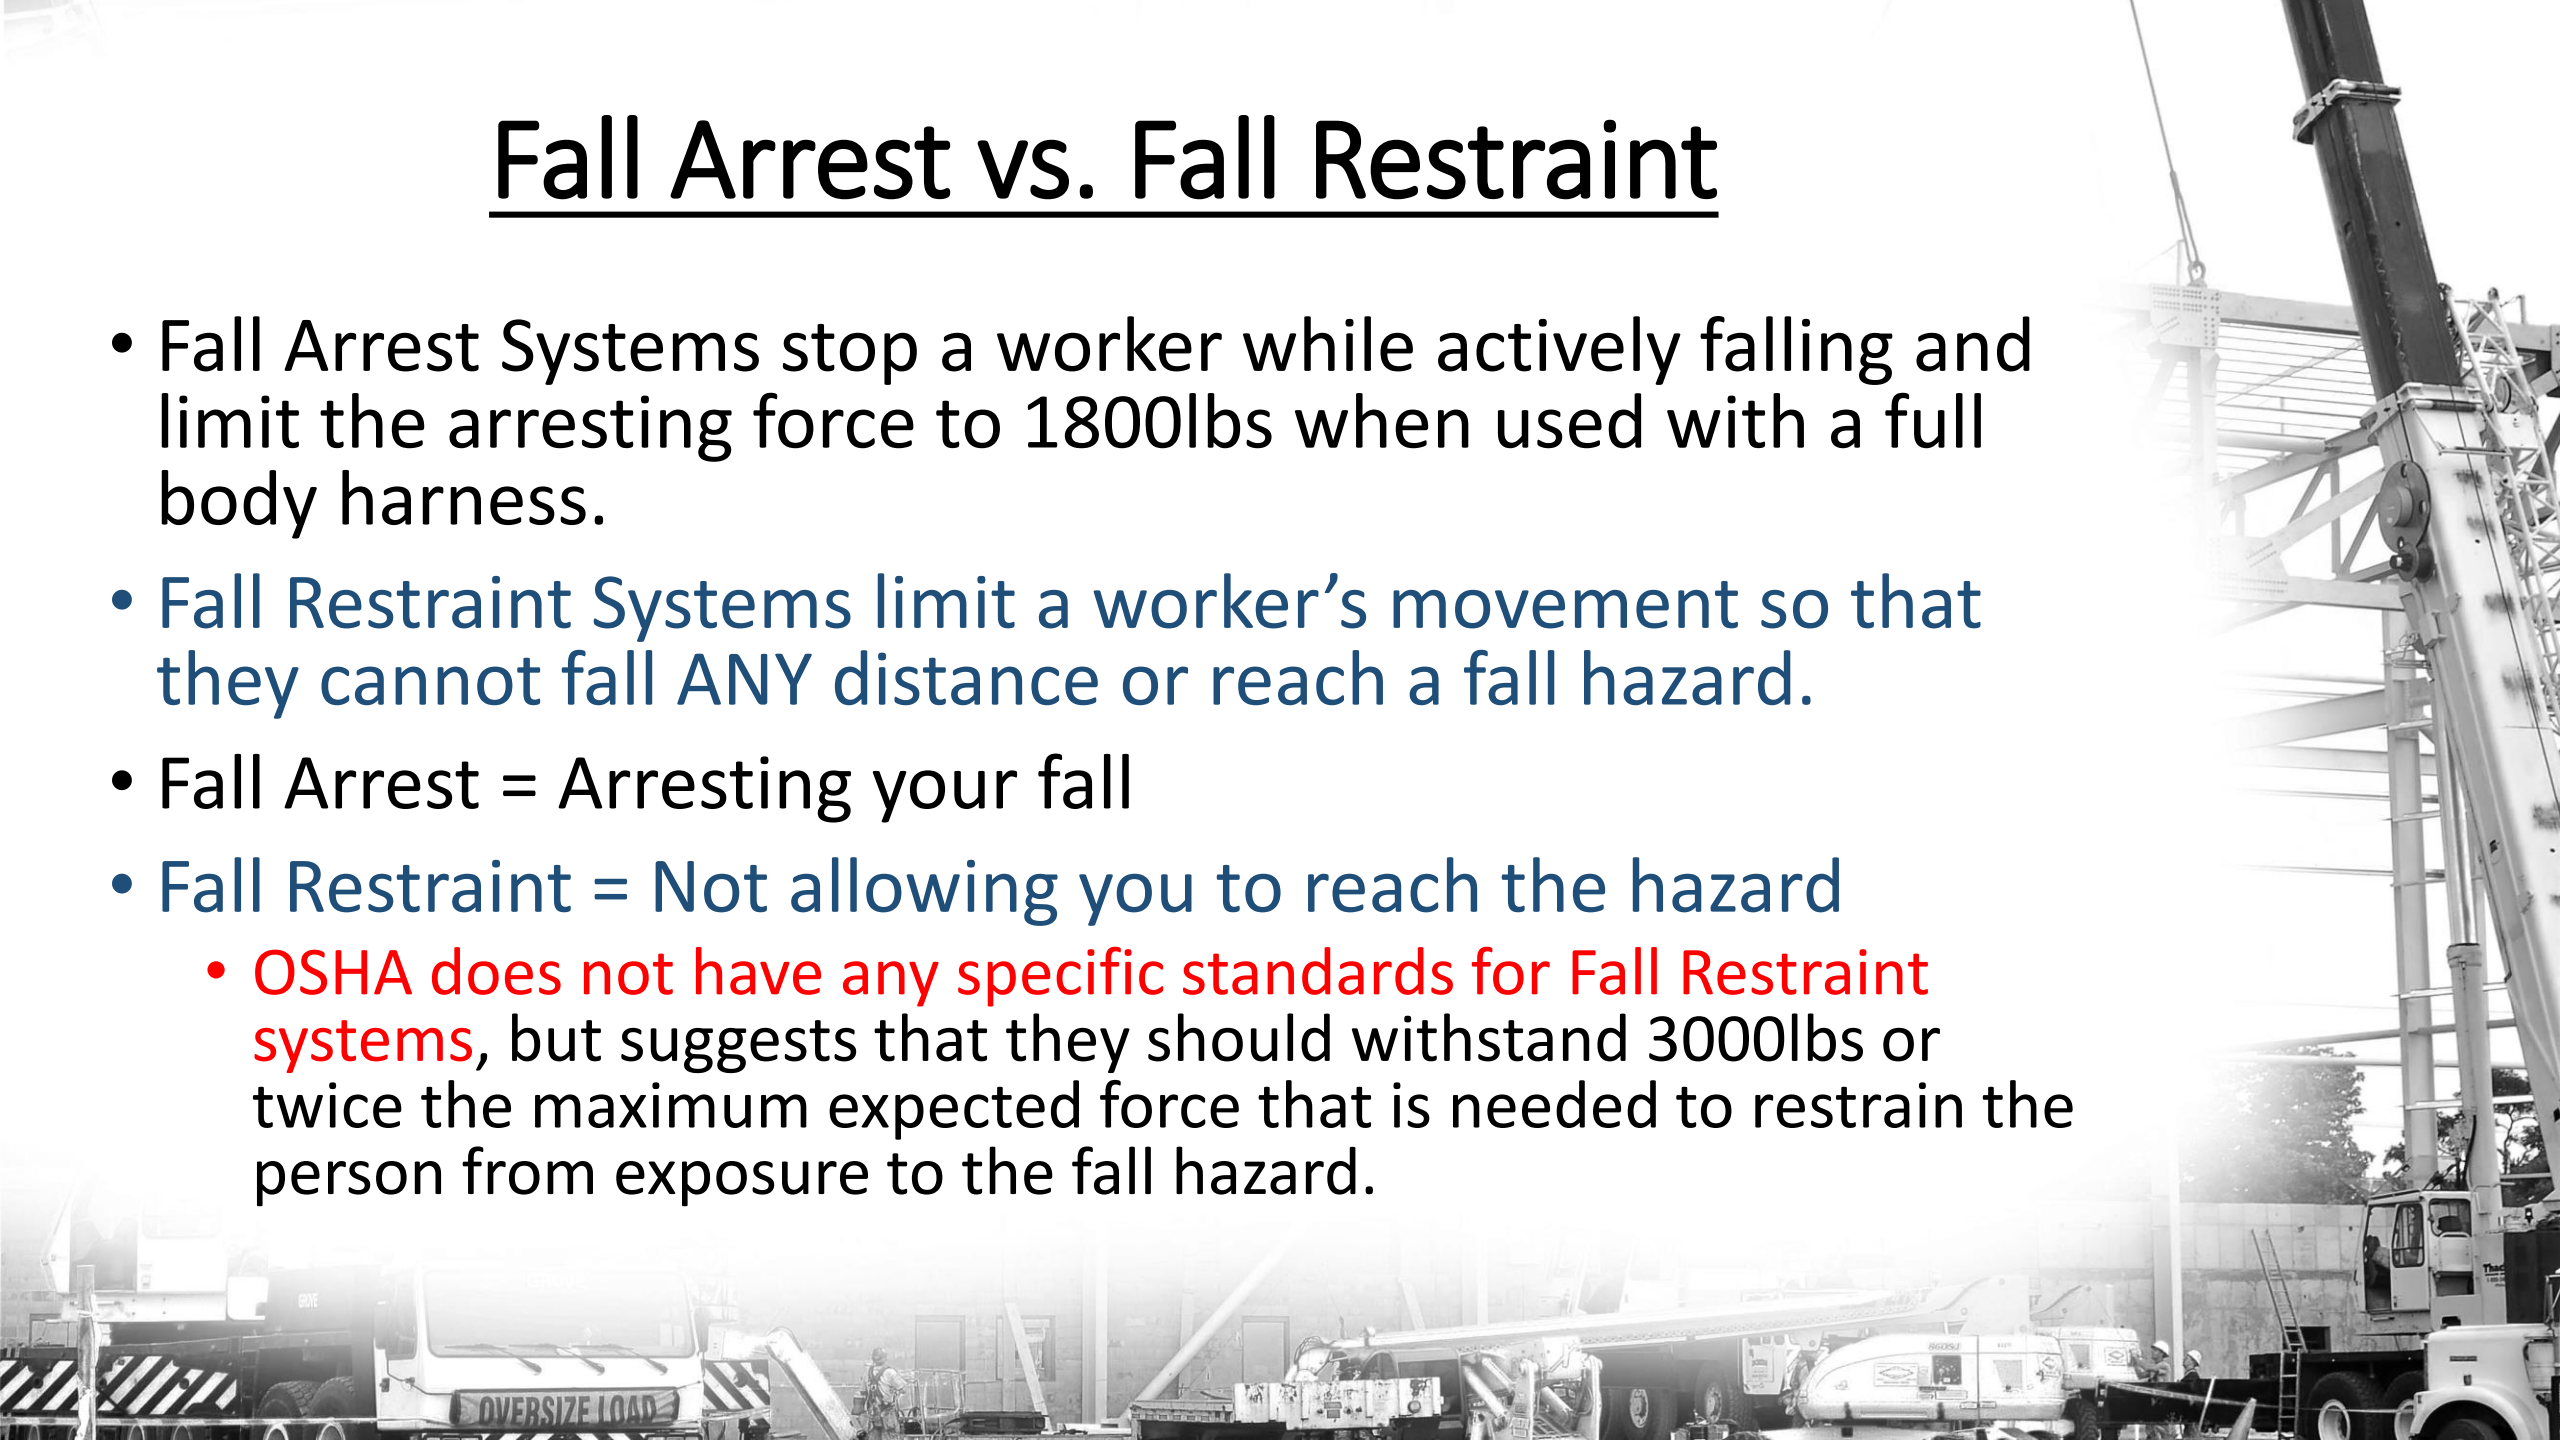 Fall Arrest vs. Fall Restraint
• Fall Arrest Systems stop a worker while actively falling and
limit the arresting force to 1800lbs when used with a full
body harness.
• Fall Restraint Systems limit a worker’s movement so that
they cannot fall ANY distance or reach a fall hazard.
• Fall Arrest = Arresting your fall
• Fall Restraint = Not allowing you to reach the hazard
• OSHA does not have any specific standards for Fall Restraint
systems, but suggests that they should withstand 3000lbs or
twice the maximum expected force that is needed to restrain the
person from exposure to the fall hazard.
GROVE
OVERSIZE LOAD